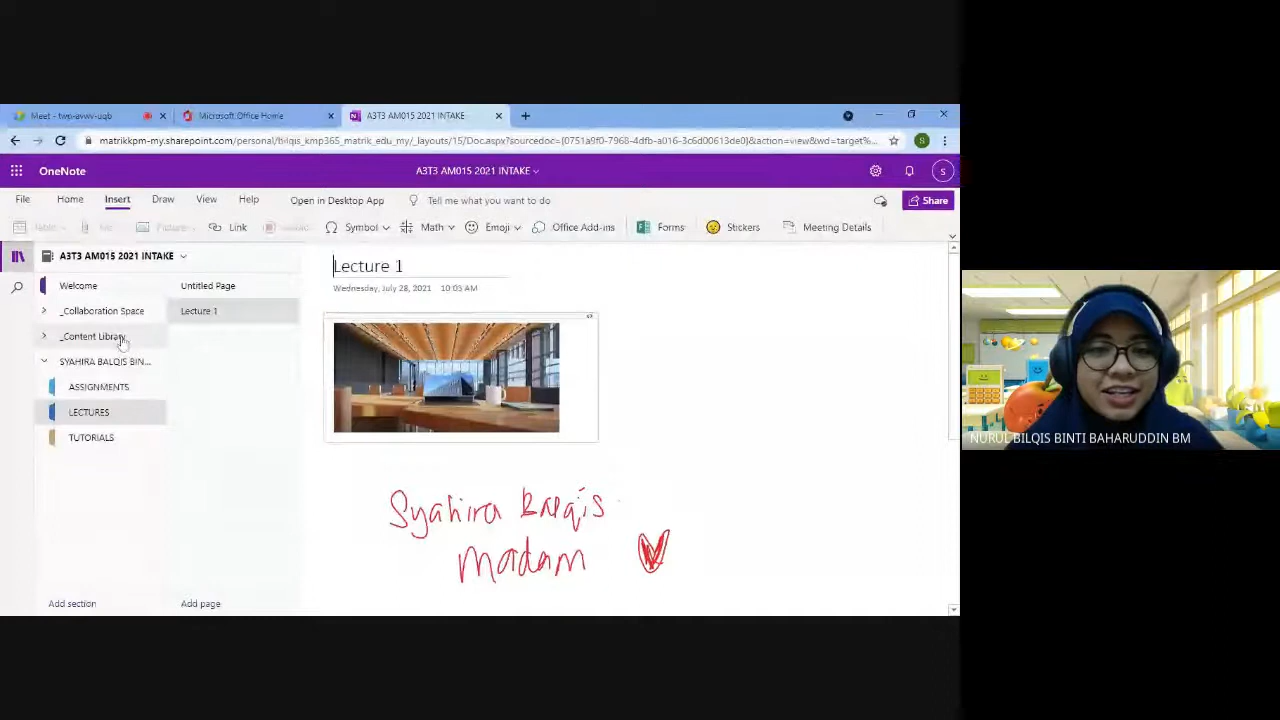 Meet - twp-avwv-uqb
Microsoft Office Home
A3T3 AM015 2021 INTAKE
matrikkpm-my.sharepoint.com/personal/bilqis_kmp365_matrik_edu_my/_layouts/15/Doc.aspx?sourcedoc={0751a9f0-7968-4dfb-a016-3c6d00613de0}&action=view&wd=target%...
S
OneNote
A3T3 AM015 2021 INTAKE
S
File
Home
Insert
Draw
View
Help
Open in Desktop App
Tell me what you want to do
Share
Table
File
Picture
Link
Symbol
Math
Emoji
Office Add-ins
Forms
Stickers
Meeting Details
A3T3 AM015 2021 INTAKE
Welcome
_Collaboration Space
_Content Library
SYAHIRA BALQIS BIN...
ASSIGNMENTS
LECTURES
TUTORIALS
Add section
Untitled Page
Lecture 1
Add page
Lecture 1
Wednesday, July 28, 2021 10:03 AM
Syahira Balqis
Madam
NURUL BILQIS BINTI BAHARUDDIN BM